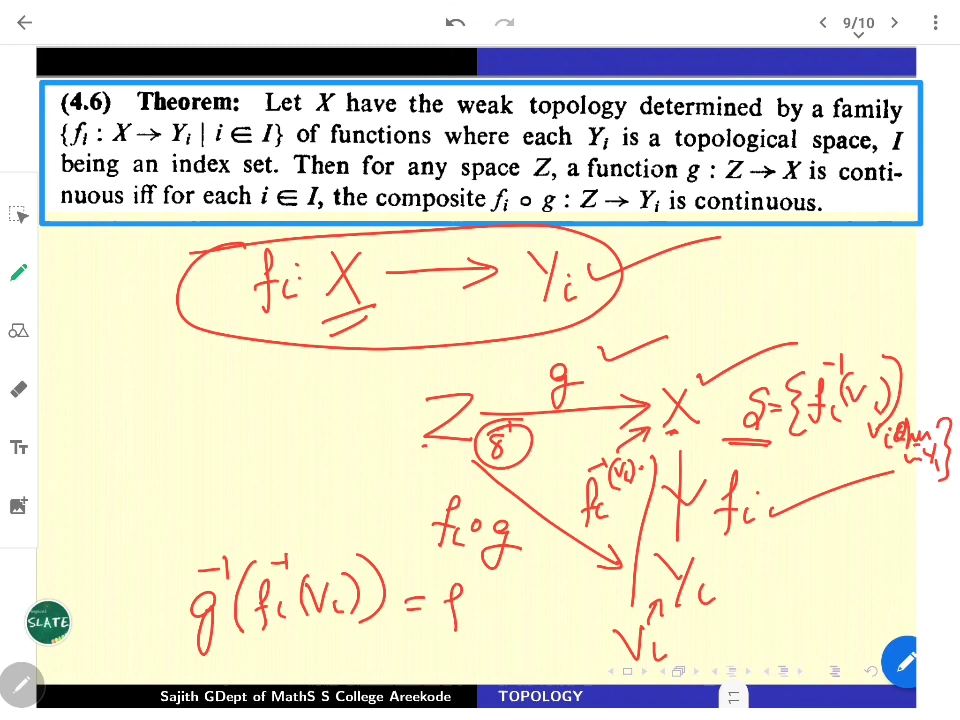 9/10
(4.6) Theorem: Let X have the weak topology determined by a family
{fᵢ : X → Yᵢ | i ∈ I} of functions where each Yᵢ is a topological space, I
being an index set. Then for any space Z, a function g : Z → X is conti-
nuous iff for each i ∈ I, the composite fᵢ o g : Z → Yᵢ is continuous.
fᵢ: X → Yᵢ
g
Z → X
S = {fᵢ⁻¹(Vᵢ)
fᵢ⁻¹(Vᵢ)
fᵢ
fᵢ o g
Yᵢ
g⁻¹(fᵢ⁻¹(Vᵢ)) =
Vᵢ
SLATE
Tт
Sajith GDept of MathS S College Areekode
TOPOLOGY
11